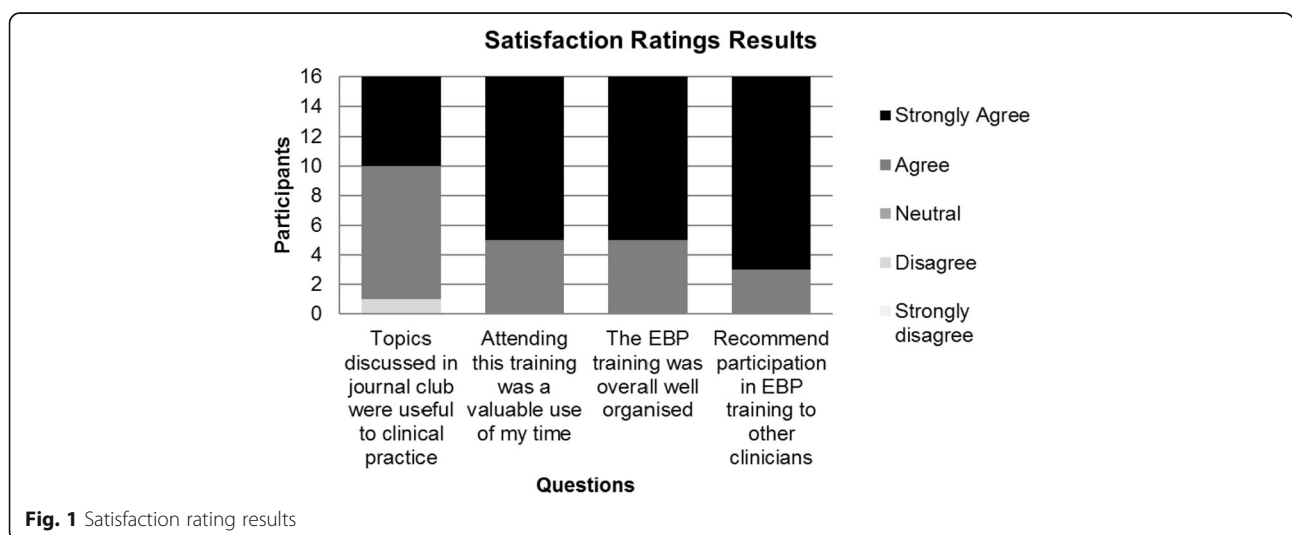 Satisfaction Ratings Results
16
14
12
10
8
6
4
2
0
Participants
Topics
discussed in
journal club
were useful
to clinical
practice
Attending
this training
was a
valuable use
of my time
The EBP
training was
overall well
organised
Recommend
participation
in EBP
training to
other
clinicians
Questions
Strongly Agree
Agree
Neutral
Disagree
Strongly
disagree
Fig. 1 Satisfaction rating results